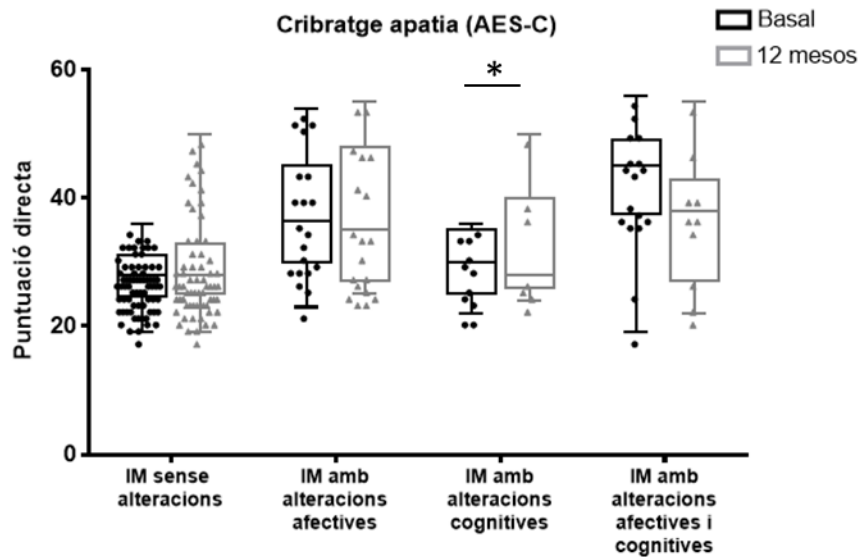 Cribratge apatia (AES-C)
Basal
12 mesos
*
60
40
20
0
Puntuació directa
IM sense
alteracions
IM amb
alteracions
afectives
IM amb
alteracions
cognitives
IM amb
alteracions
afectives i
cognitives